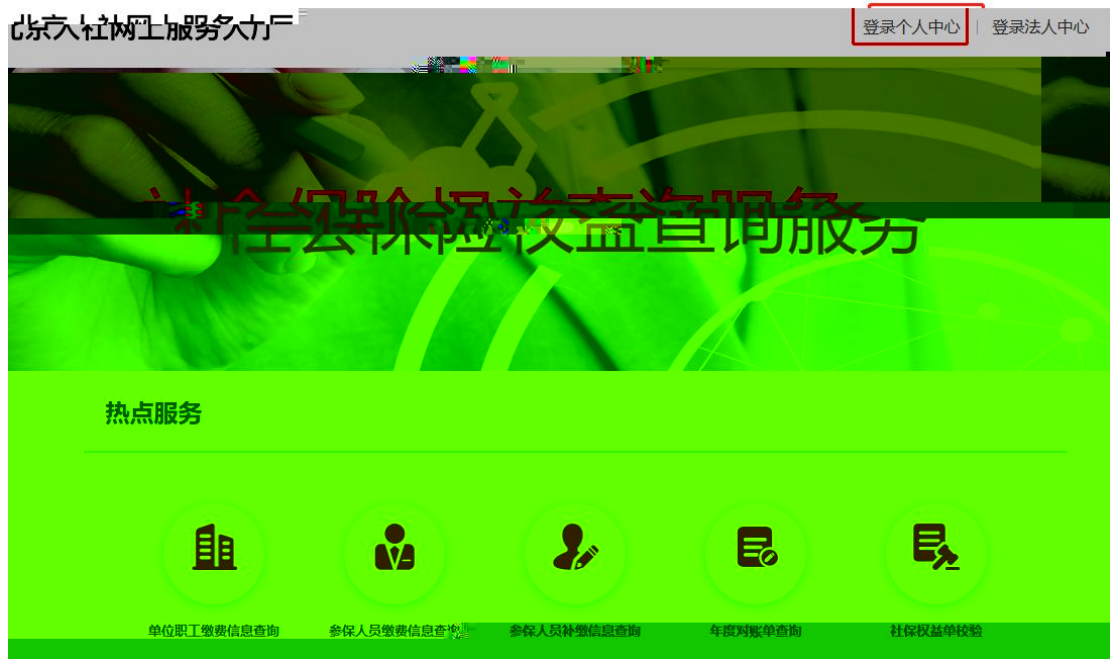 北京人社网上服务大厅
登录个人中心 | 登录法人中心
社会保险权益查询服务
热点服务
单位职工缴费信息查询
参保人员缴费信息查询
参保人员补缴信息查询
年度对账单查询
社保权益单校验